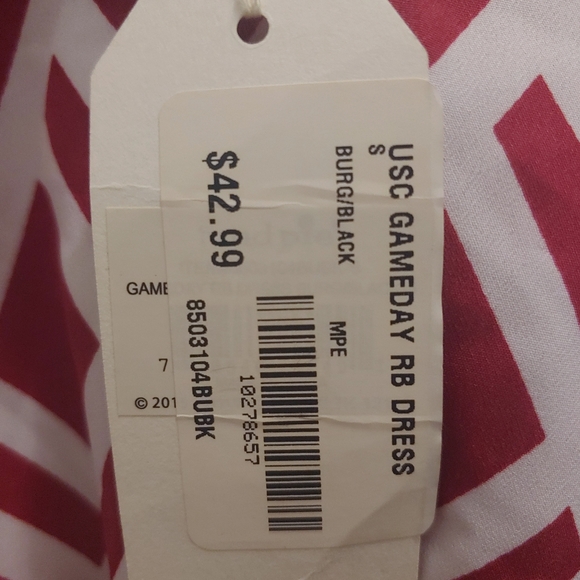 USC GAMEDAY RB DRESS
S
BURG/BLACK
MPE
10278657
$42.99
8503104BUBK
GAME
7
© 201